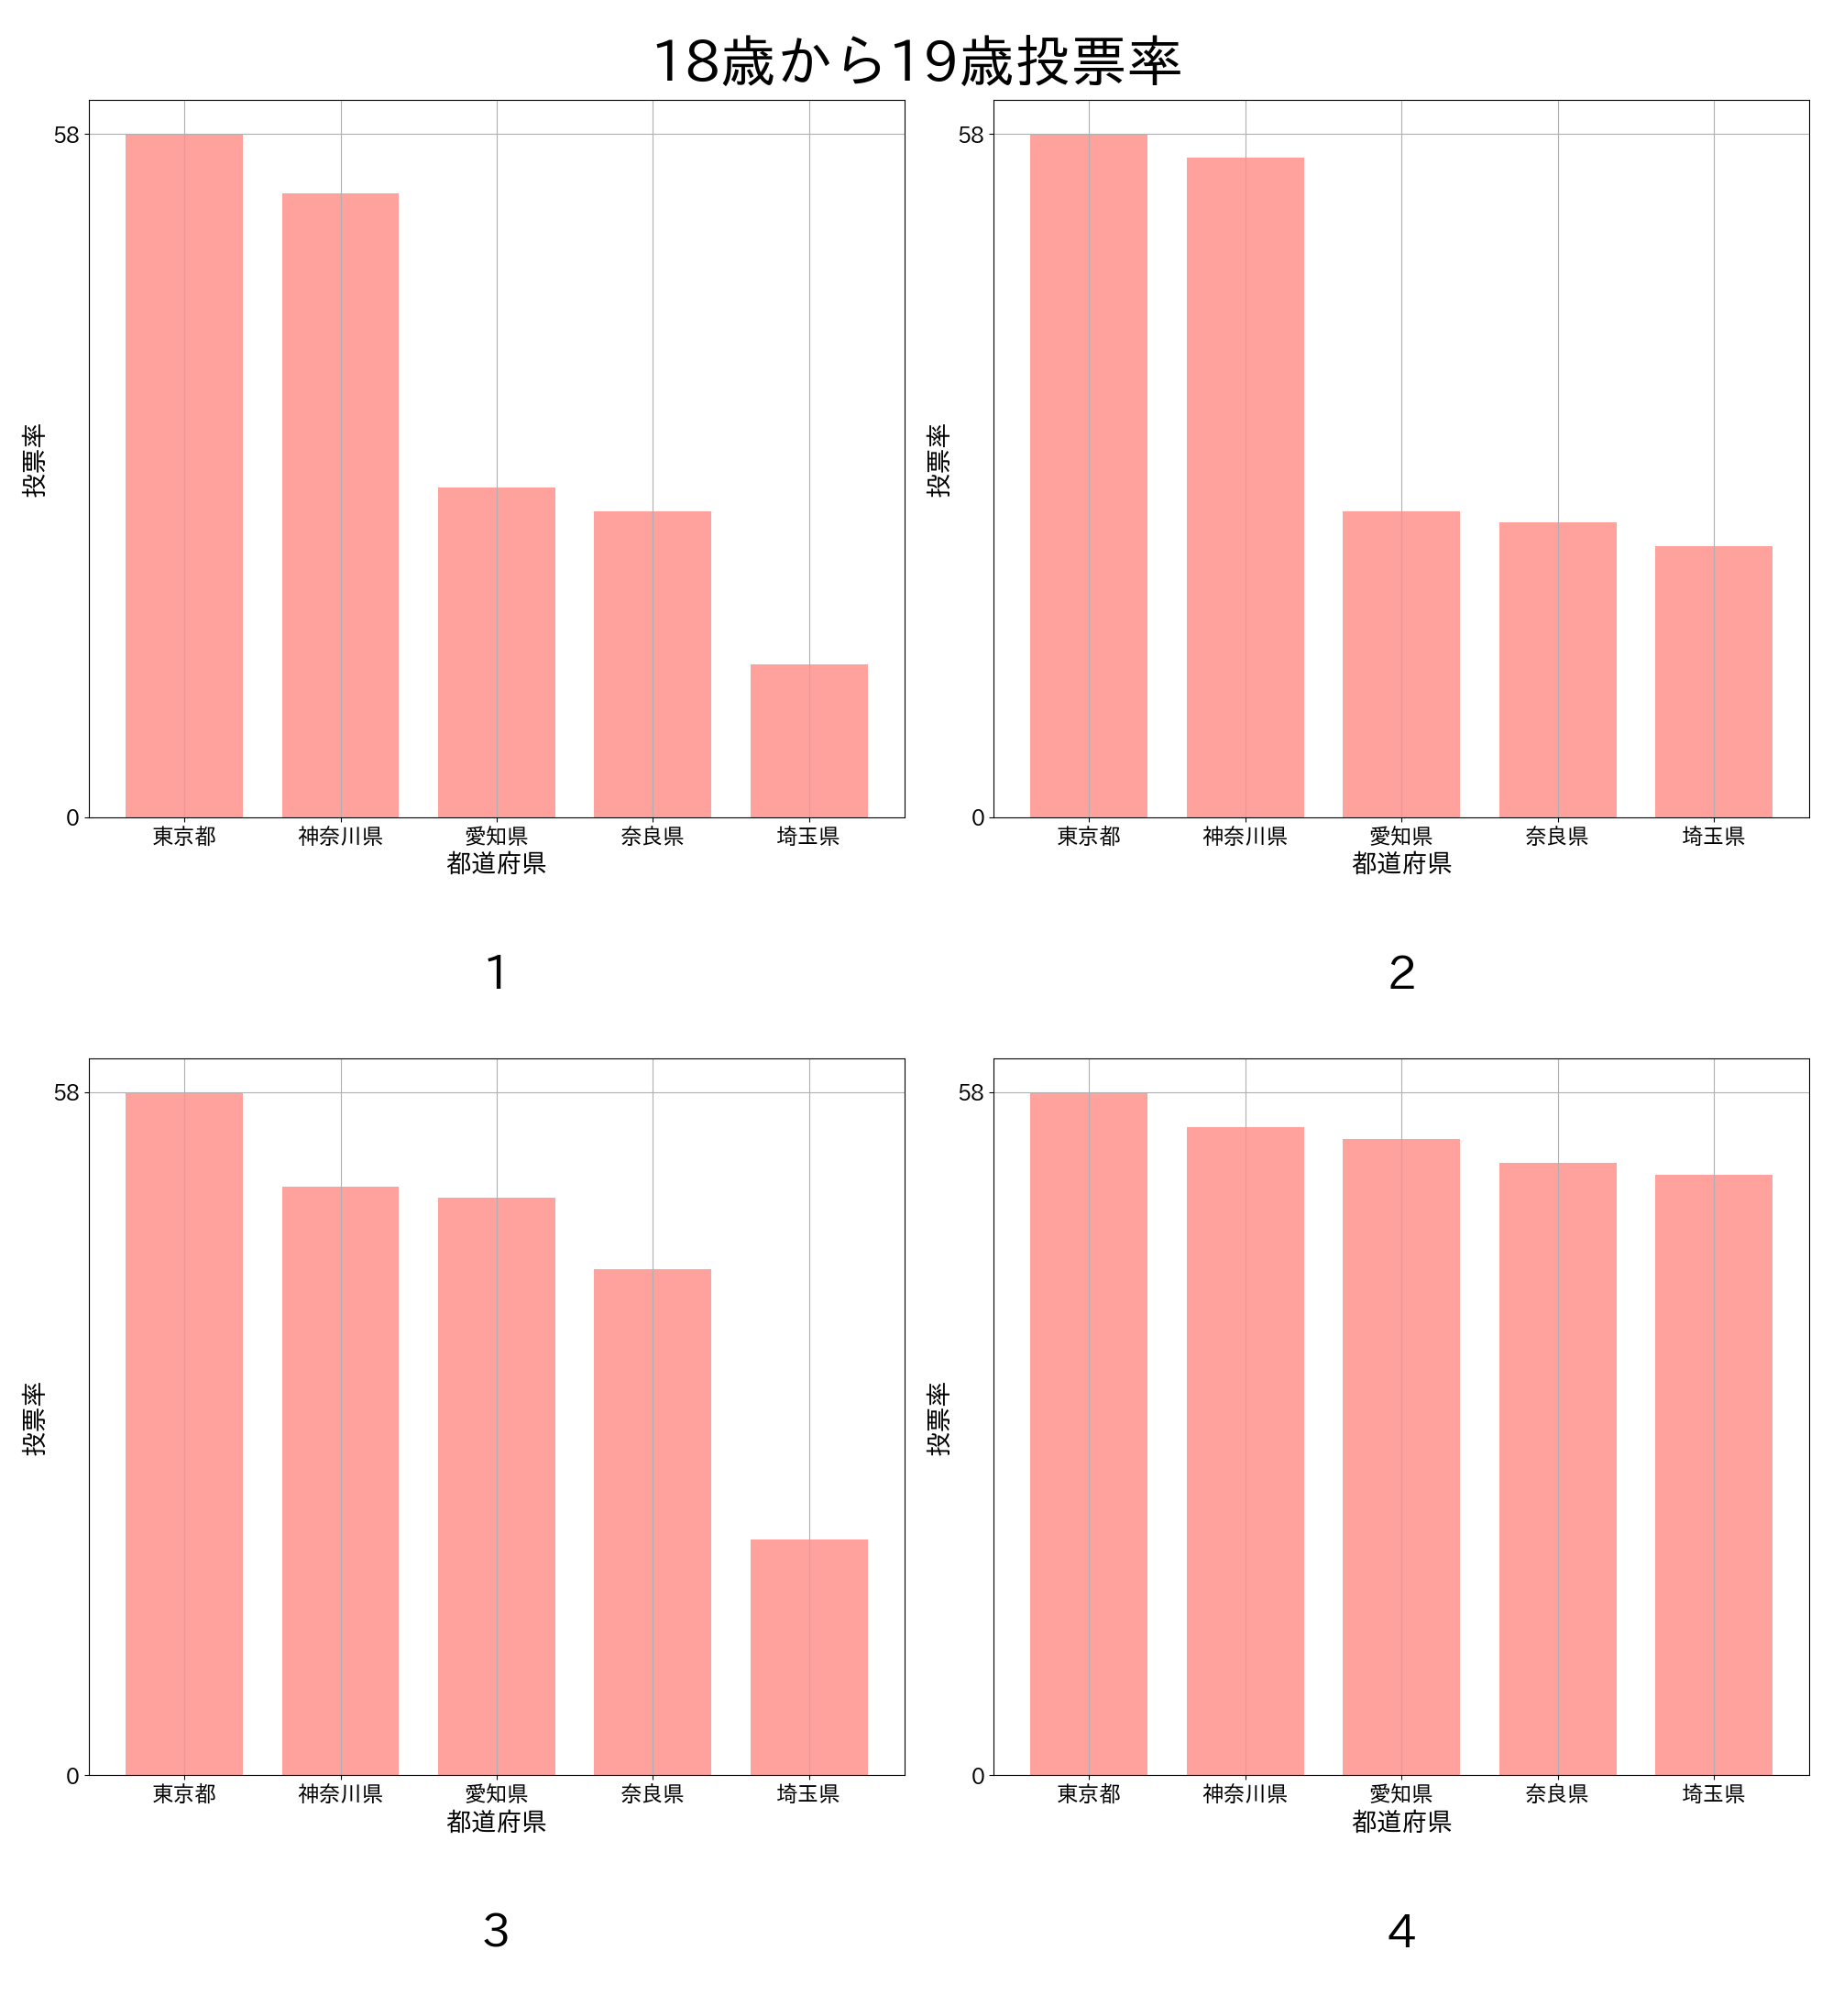 18歳から19歳投票率
58
0
投票率
東京都 神奈川県 愛知県 奈良県 埼玉県
都道府県
1
58
0
投票率
東京都 神奈川県 愛知県 奈良県 埼玉県
都道府県
2
58
0
投票率
東京都 神奈川県 愛知県 奈良県 埼玉県
都道府県
3
58
0
投票率
東京都 神奈川県 愛知県 奈良県 埼玉県
都道府県
4